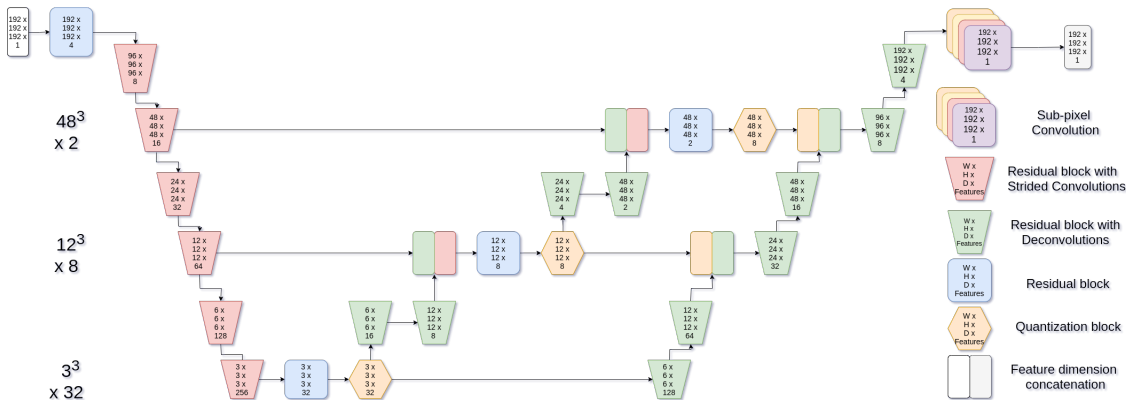 192 x
192 x
192 x
1
192 x
192 x
192 x
4
96 x
96 x
96 x
8
48 x
48 x
48 x
16
24 x
24 x
24 x
32
12 x
12 x
12 x
64
6 x
6 x
6 x
128
3 x
3 x
3 x
256
3 x
3 x
3 x
32
3 x
3 x
3 x
32
6 x
6 x
6 x
16
12 x
12 x
12 x
8
12 x
12 x
12 x
8
12 x
12 x
12 x
8
24 x
24 x
24 x
4
48 x
48 x
48 x
2
48 x
48 x
48 x
2
48 x
48 x
48 x
8
6 x
6 x
6 x
128
12 x
12 x
12 x
64
24 x
24 x
24 x
32
48 x
48 x
48 x
16
96 x
96 x
96 x
8
192 x
192 x
192 x
4
192 x
192 x
192 x
1
192 x
192 x
192 x
1
48³
x 2
12³
x 8
3³
x 32
192 x
192 x
192 x
1
Sub-pixel
Convolution
W x
H x
D x
Features
Residual block with
Strided Convolutions
W x
H x
D x
Features
Residual block with
Deconvolutions
W x
H x
D x
Features
Residual block
W x
H x
D x
Features
Quantization block
Feature dimension
concatenation